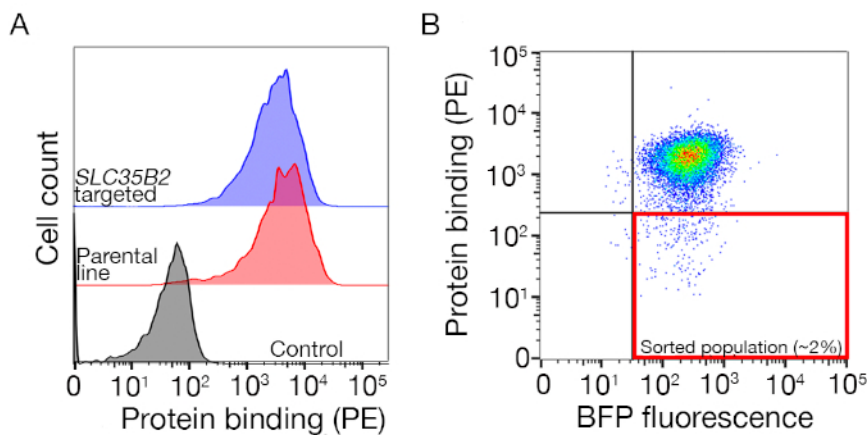 A
Cell count
SLC35B2
targeted
Parental
line
Control
0 10¹ 10² 10³ 10⁴ 10⁵
Protein binding (PE)
B
Protein binding (PE)
10⁵
10⁴
10³
10²
10¹
0
Sorted population (~2%)
0 10¹ 10² 10³ 10⁴ 10⁵
BFP fluorescence